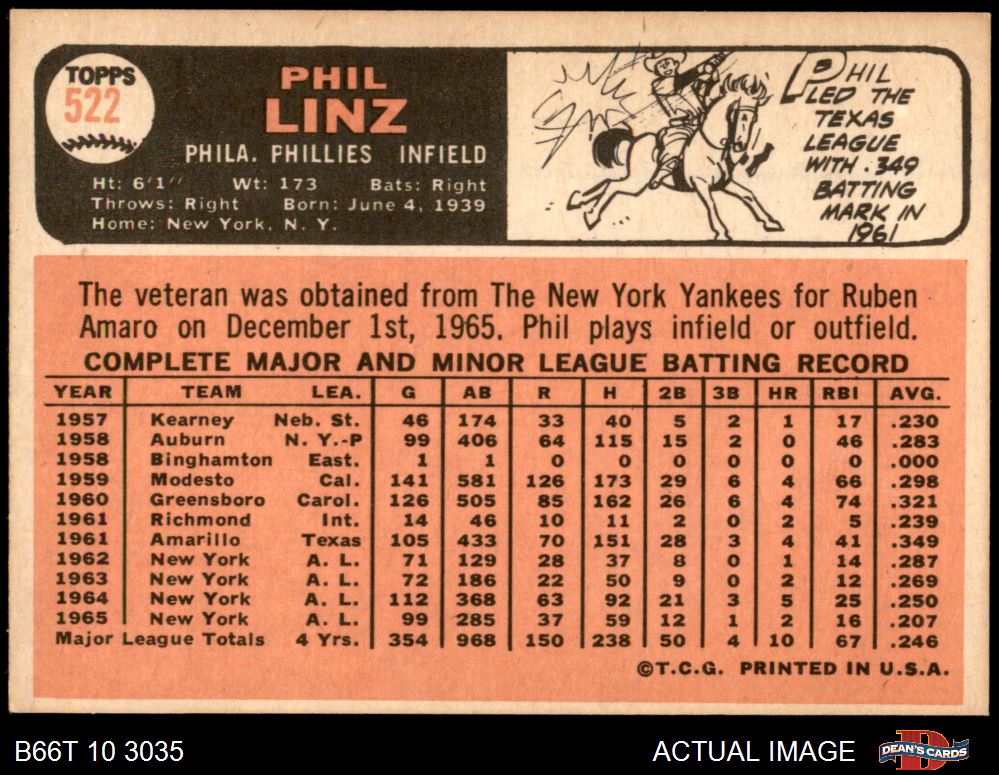 TOPPS
522
PHIL
LINZ
PHILA. PHILLIES INFIELD
Ht: 6'1" Wt: 173 Bats: Right
Throws: Right Born: June 4, 1939
Home: New York, N. Y.
PHIL
LED THE
TEXAS
LEAGUE
WITH .349
BATTING
MARK IN
1961
The veteran was obtained from The New York Yankees for Ruben
Amaro on December 1st, 1965. Phil plays infield or outfield.
COMPLETE MAJOR AND MINOR LEAGUE BATTING RECORD
YEAR TEAM LEA. G AB R H 2B 3B HR RBI AVG.
1957 Kearney Neb. St. 46 174 33 40 5 2 1 17 .230
1958 Auburn N. Y.-P 99 406 64 115 15 2 0 46 .283
1958 Binghamton East. 1 1 0 0 0 0 0 0 .000
1959 Modesto Cal. 141 581 126 173 29 6 4 66 .298
1960 Greensboro Carol. 126 505 85 162 26 6 4 74 .321
1961 Richmond Int. 14 46 10 11 2 0 2 5 .239
1961 Amarillo Texas 105 433 70 151 28 3 4 41 .349
1962 New York A. L. 71 129 28 37 8 0 1 14 .287
1963 New York A. L. 72 186 22 50 9 0 2 12 .269
1964 New York A. L. 112 368 63 92 21 3 5 25 .250
1965 New York A. L. 99 285 37 59 12 1 2 16 .207
Major League Totals 4 Yrs. 354 968 150 238 50 4 10 67 .246
©T.C.G. PRINTED IN U.S.A.
B66T 10 3035
ACTUAL IMAGE
DEAN'S CARDS